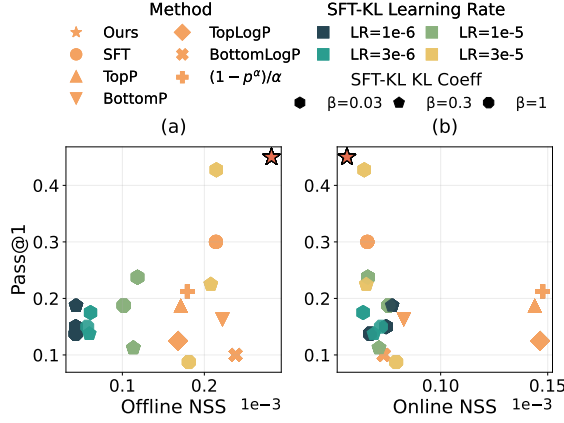 Method
Ours
SFT
TopP
BottomP
TopLogP
BottomLogP
(1−p^α)/α
SFT-KL Learning Rate
LR=1e-6
LR=3e-6
LR=1e-5
LR=3e-5
SFT-KL KL Coeff
β=0.03
β=0.3
β=1
(a)
(b)
Pass@1
0.4
0.3
0.2
0.1
0.1
0.2
Offline NSS
1e−3
0.10
0.15
Online NSS
1e−3